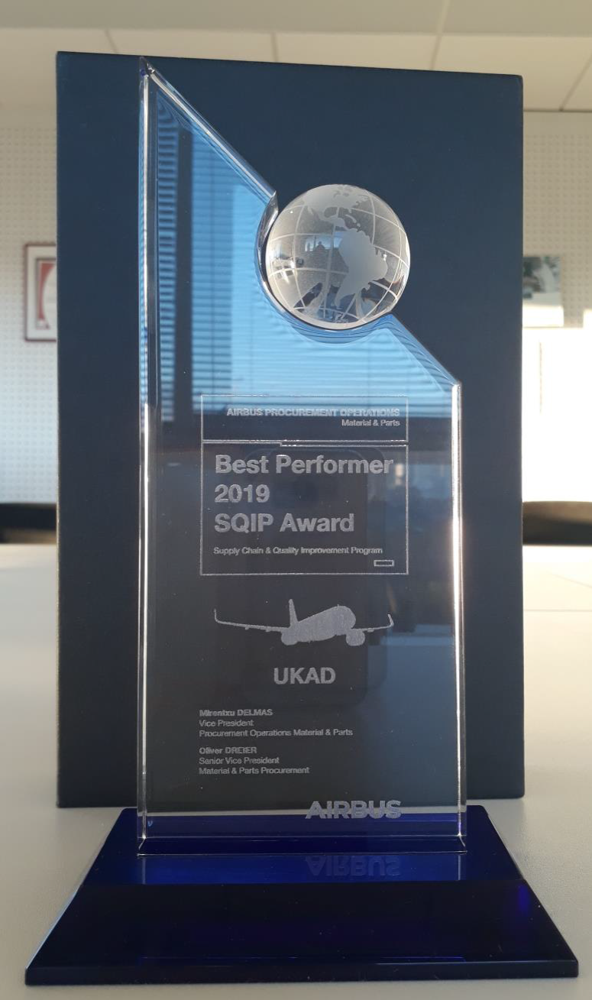 AIRBUS PROCUREMENT OPERATIONS
Material & Parts
Best Performer
2019
SQIP Award
Supply Chain & Quality Improvement Program
UKAD
Mirentxu DELMAS
Vice President
Procurement Operations Material & Parts
Oliver DREIER
Senior Vice President
Material & Parts Procurement
AIRBUS